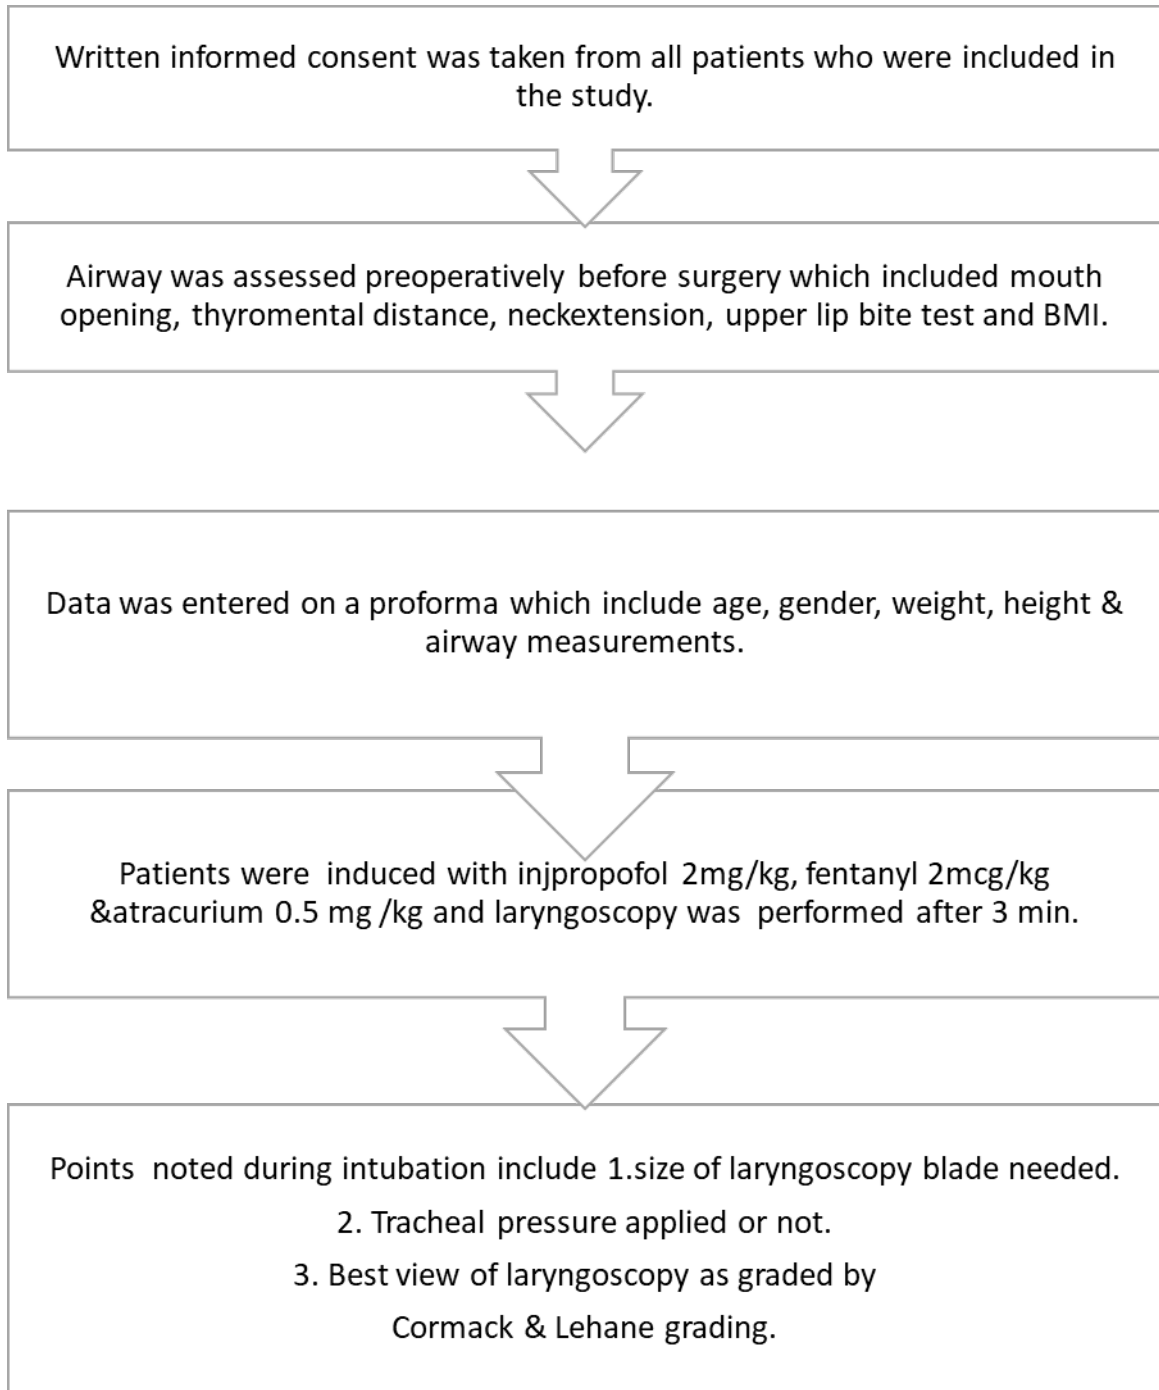 Written informed consent was taken from all patients who were included in
the study.
Airway was assessed preoperatively before surgery which included mouth
opening, thyromental distance, neckextension, upper lip bite test and BMI.
Data was entered on a proforma which include age, gender, weight, height &
airway measurements.
Patients were induced with injpropofol 2mg/kg, fentanyl 2mcg/kg
&atracurium 0.5 mg /kg and laryngoscopy was performed after 3 min.
Points noted during intubation include 1.size of laryngoscopy blade needed.
2. Tracheal pressure applied or not.
3. Best view of laryngoscopy as graded by
Cormack & Lehane grading.